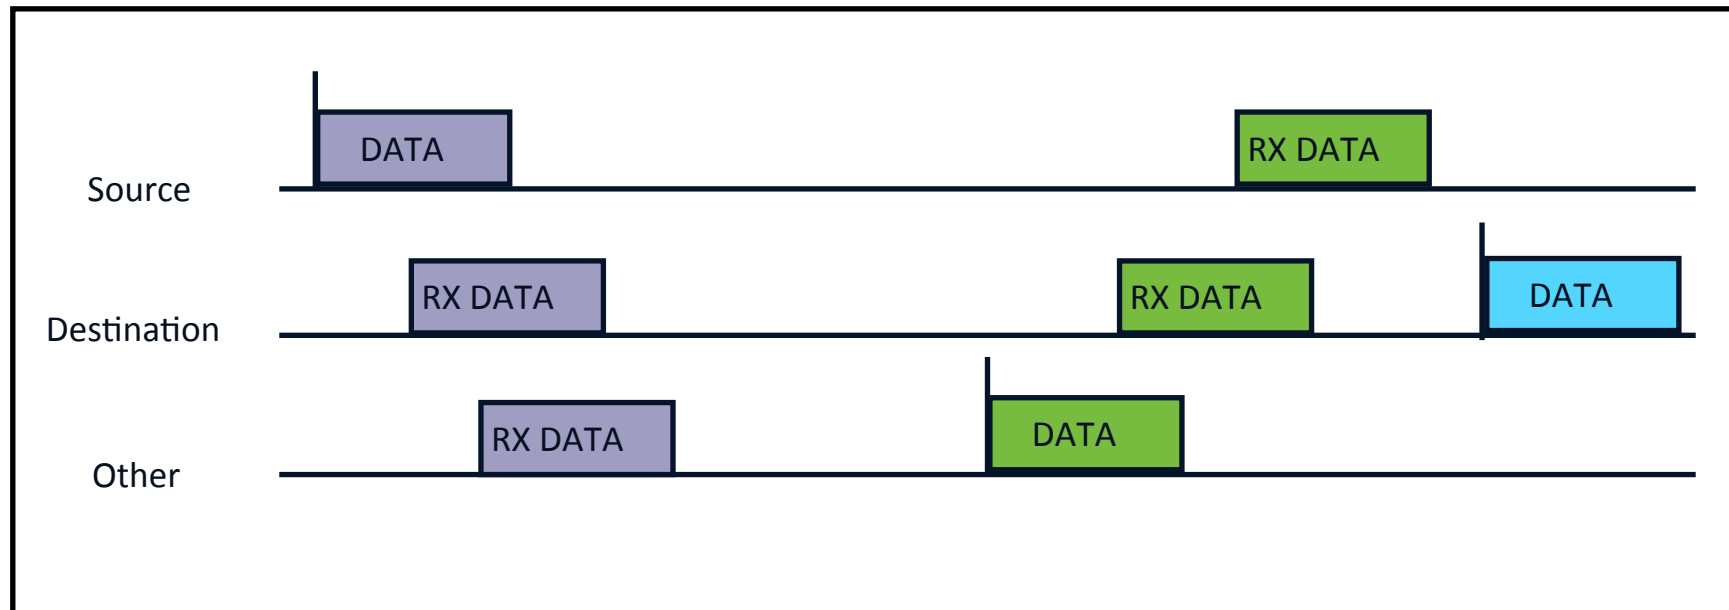 DATA
RX DATA
Source
RX DATA
RX DATA
DATA
Destination
RX DATA
DATA
Other